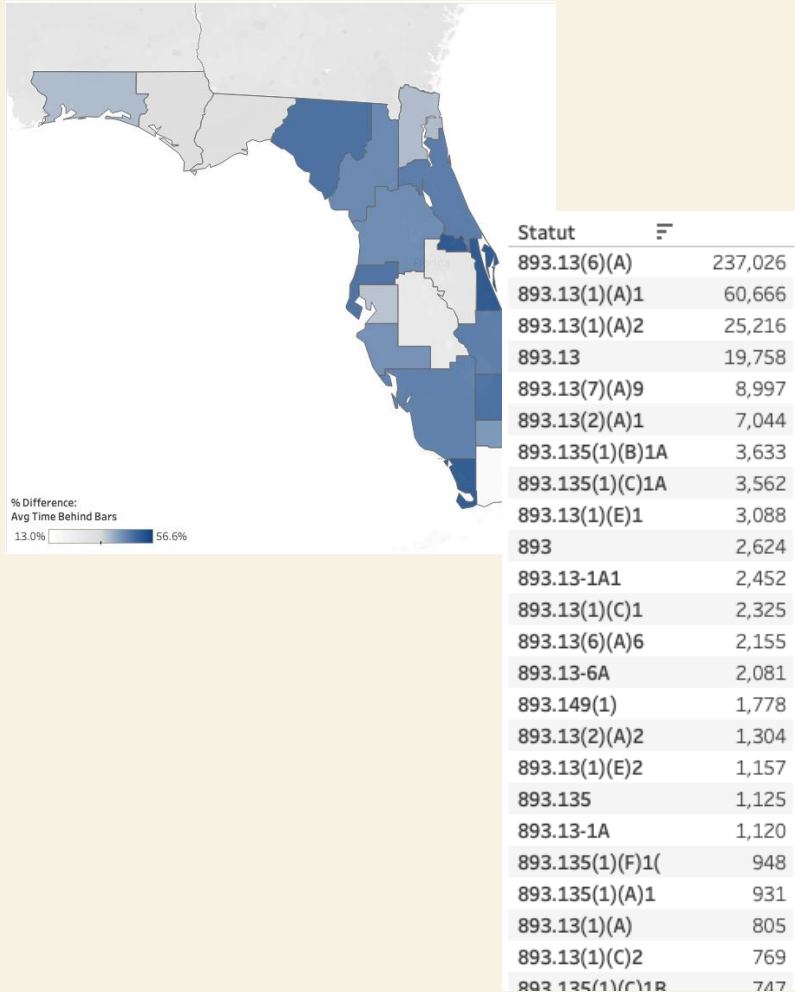 % Difference:
Avg Time Behind Bars
13.0% 56.6%
Statut
893.13(6)(A) 237,026
893.13(1)(A)1 60,666
893.13(1)(A)2 25,216
893.13 19,758
893.13(7)(A)9 8,997
893.13(2)(A)1 7,044
893.135(1)(B)1A 3,633
893.135(1)(C)1A 3,562
893.13(1)(E)1 3,088
893 2,624
893.13-1A1 2,452
893.13(1)(C)1 2,325
893.13(6)(A)6 2,155
893.13-6A 2,081
893.149(1) 1,778
893.13(2)(A)2 1,304
893.13(1)(E)2 1,157
893.135 1,125
893.13-1A 1,120
893.135(1)(F)1( 948
893.135(1)(A)1 931
893.13(1)(A) 805
893.13(1)(C)2 769
893.135(1)(C)1B 747